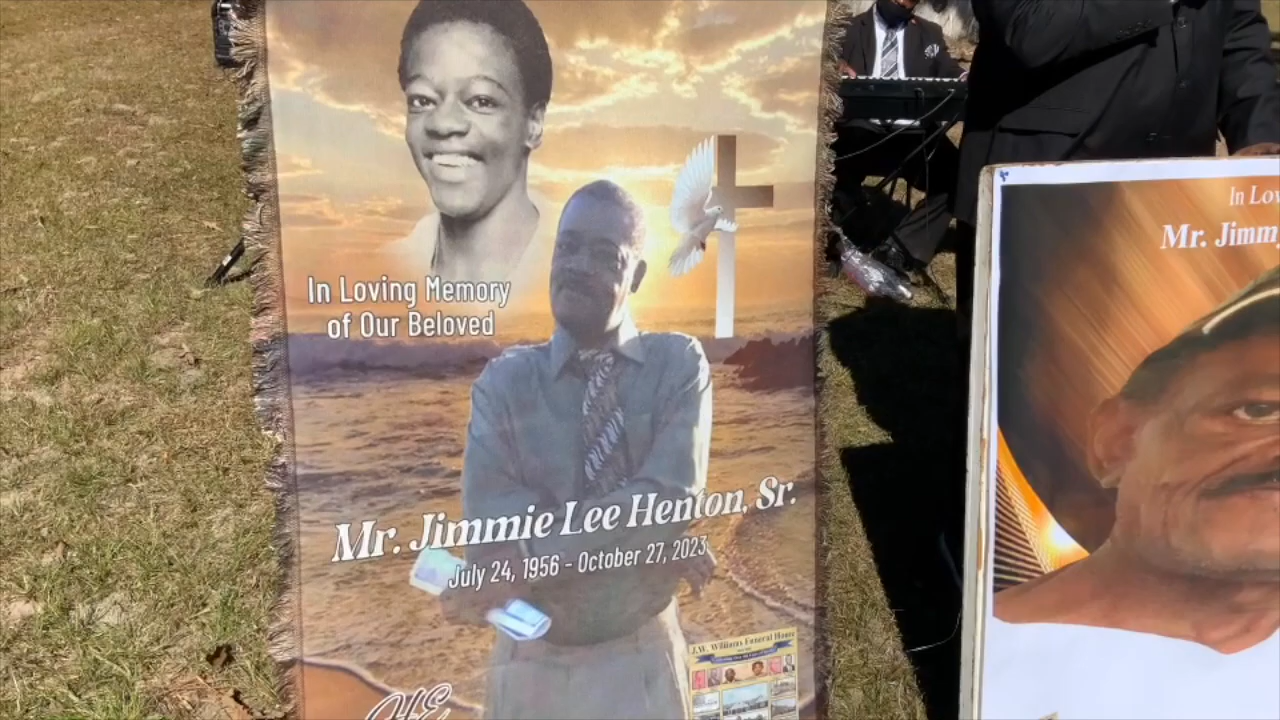 In Loving Memory
of Our Beloved
Mr. Jimmie Lee Henton, Sr.
July 24, 1956 - October 27, 2023
J.W. Williams Funeral Home
In Lov
Mr. Jimm